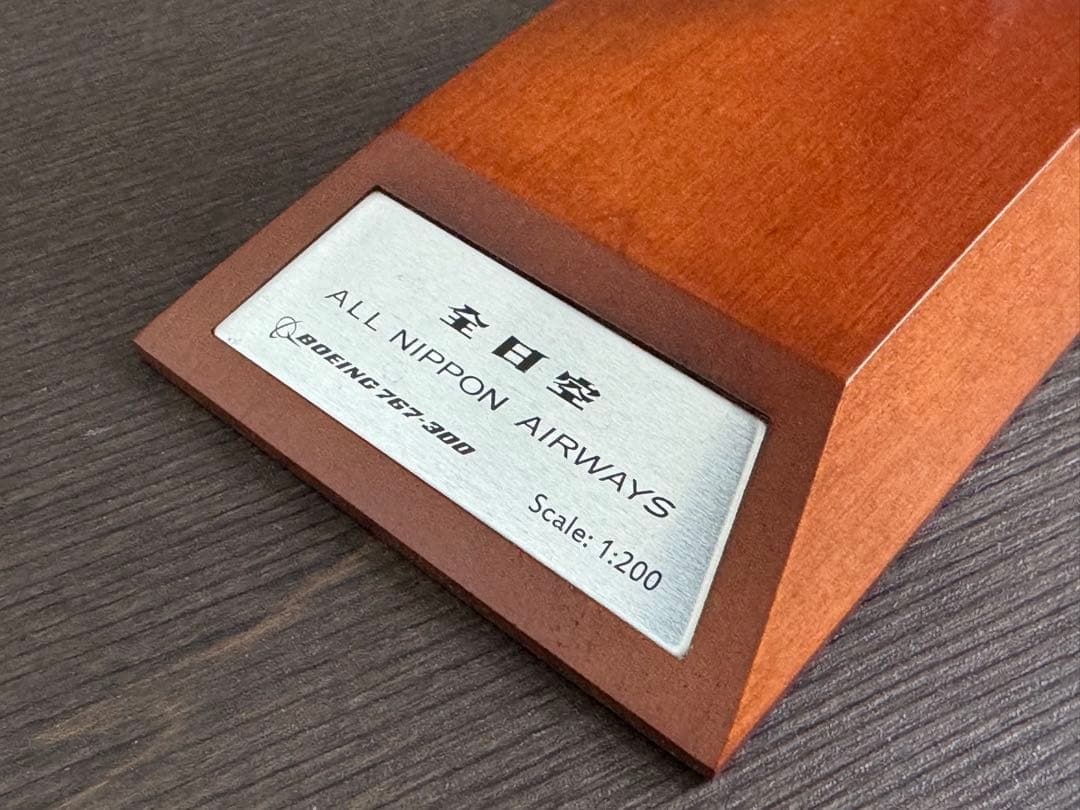 全日空
ALL NIPPON AIRWAYS
BOEING 767-300
Scale: 1:200